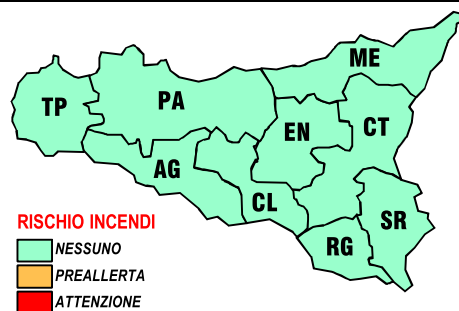 ME
TP
PA
EN
CT
AG
CL
SR
RG
RISCHIO INCENDI
NESSUNO
PREALLERTA
ATTENZIONE